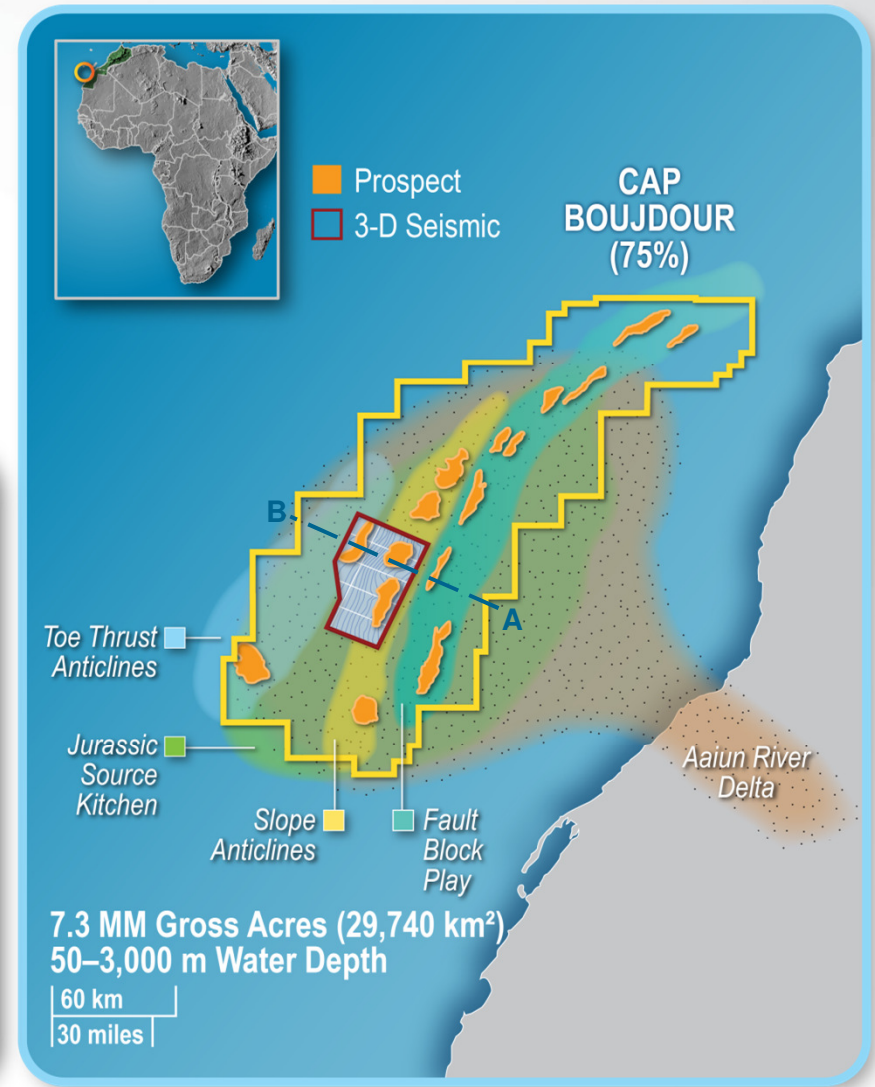 Prospect
3-D Seismic
CAP
BOUJDOUR
(75%)
B
A
Toe Thrust
Anticlines
Jurassic
Source
Kitchen
Slope
Anticlines
Fault
Block
Play
Aaiun River
Delta
7.3 MM Gross Acres (29,740 km²)
50–3,000 m Water Depth
60 km
30 miles